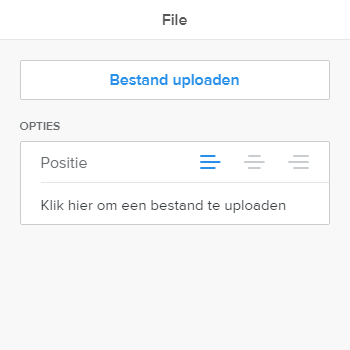 File
Bestand uploaden
OPTIES
Positie
Klik hier om een bestand te uploaden